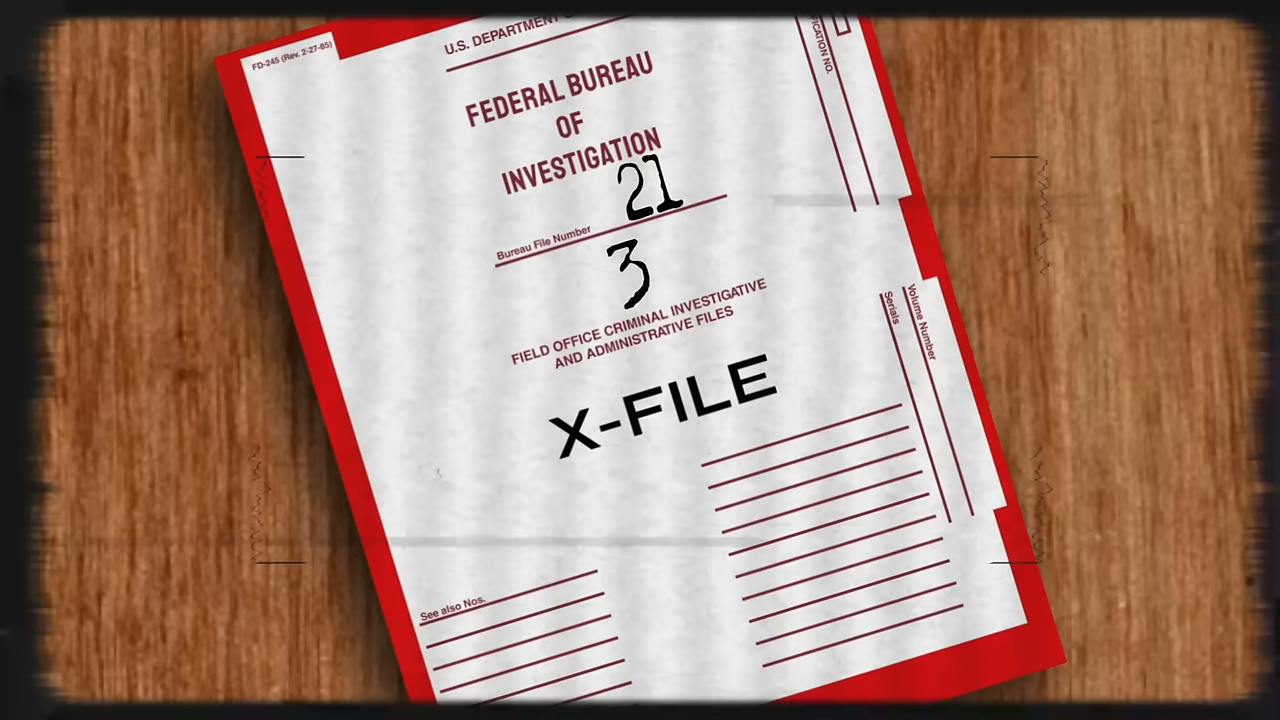 FD-245 (Rev. 2-27-85)
U.S. DEPARTMENT
FEDERAL BUREAU
OF
INVESTIGATION
21
Bureau File Number
3
FIELD OFFICE CRIMINAL INVESTIGATIVE
AND ADMINISTRATIVE FILES
X-FILE
NO.
Serials
Volume Number
See also Nos.